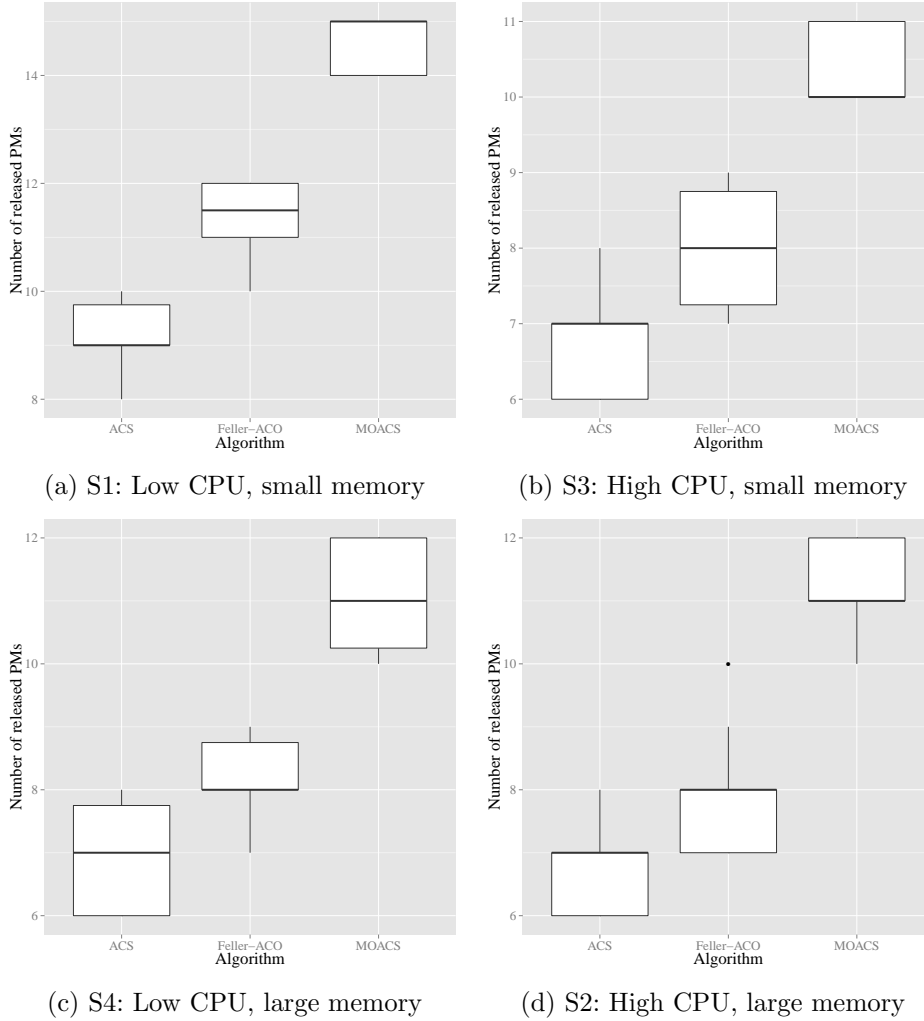 Number of released PMs
14
12
10
8
ACS
Feller−ACO
MOACS
Algorithm
(a) S1: Low CPU, small memory
Number of released PMs
11
10
9
8
7
6
ACS
Feller−ACO
MOACS
Algorithm
(b) S3: High CPU, small memory
Number of released PMs
12
10
8
6
ACS
Feller−ACO
MOACS
Algorithm
(c) S4: Low CPU, large memory
Number of released PMs
12
10
8
6
ACS
Feller−ACO
MOACS
Algorithm
(d) S2: High CPU, large memory